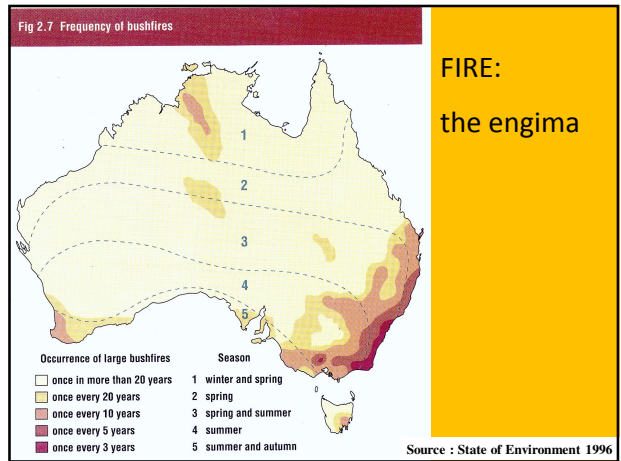 Fig 2.7 Frequency of bushfires
FIRE:
the engima
1
2
3
4
5
Occurrence of large bushfires
once in more than 20 years
once every 20 years
once every 10 years
once every 5 years
once every 3 years
Season
1 winter and spring
2 spring
3 spring and summer
4 summer
5 summer and autumn
Source : State of Environment 1996